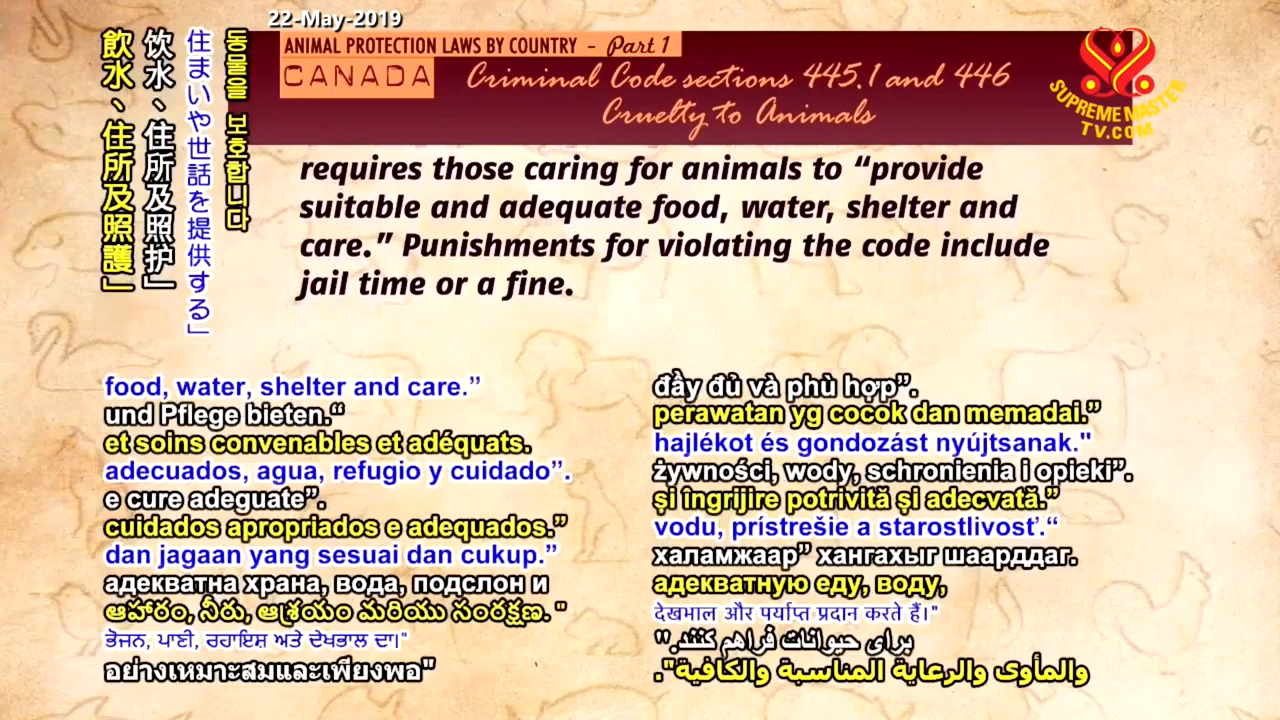 22-May-2019
ANIMAL PROTECTION LAWS BY COUNTRY - Part 1
CANADA
Criminal Code sections 445.1 and 446
Cruelty to Animals
SUPREME MASTER
TV.COM
飲水、住所及照護」
饮水、住所及照护」
住まいや世話を提供する」
동물을 보호합니다
requires those caring for animals to “provide
suitable and adequate food, water, shelter and
care.” Punishments for violating the code include
jail time or a fine.
food, water, shelter and care.”
und Pflege bieten.“
et soins convenables et adéquats.
adecuados, agua, refugio y cuidado”.
e cure adeguate”.
cuidados apropriados e adequados.”
dan jagaan yang sesuai dan cukup.”
адекватна храна, вода, подслон и
ఆహారం, నీరు, ఆశ్రయం మరియు సంరక్షణ. "
ਭੋਜਨ, ਪਾਣੀ, ਰਹਾਇਸ਼ ਅਤੇ ਦੇਖਭਾਲ ਦਾ।"
อย่างเหมาะสมและเพียงพอ"
đầy đủ và phù hợp”.
perawatan yg cocok dan memadai.”
hajlékot és gondozást nyújtsanak."
żywności, wody, schronienia i opieki”.
și îngrijire potrivită și adecvată.”
vodu, prístrešie a starostlivosť.“
халамжаар” хангахыг шаарддаг.
адекватную еду, воду,
देखभाल और पर्याप्त प्रदान करते हैं।"
برای حیوانات فراهم کنند."
والمأوى والرعاية المناسبة والكافية".